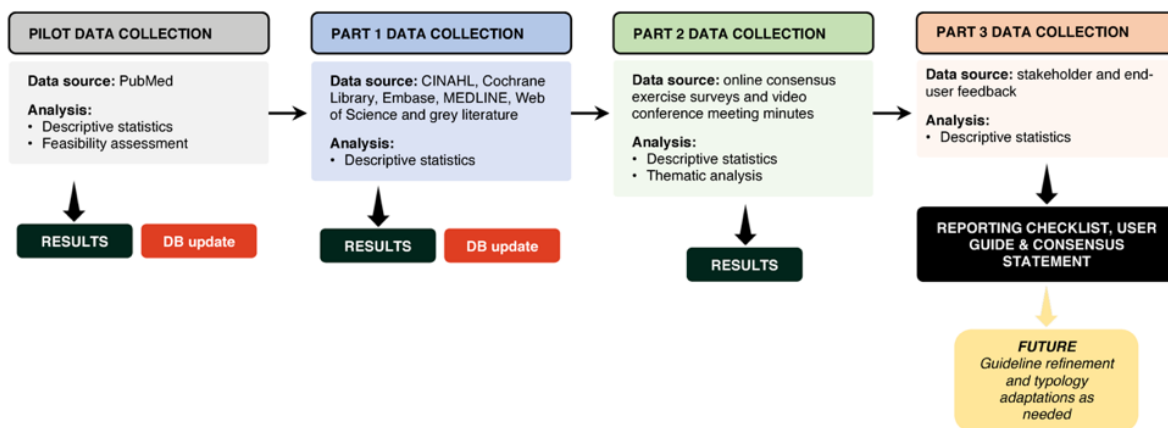 PILOT DATA COLLECTION
Data source: PubMed
Analysis:
• Descriptive statistics
• Feasibility assessment
RESULTS
DB update
PART 1 DATA COLLECTION
Data source: CINAHL, Cochrane
Library, Embase, MEDLINE, Web
of Science and grey literature
Analysis:
• Descriptive statistics
RESULTS
DB update
PART 2 DATA COLLECTION
Data source: online consensus
exercise surveys and video
conference meeting minutes
Analysis:
• Descriptive statistics
• Thematic analysis
RESULTS
PART 3 DATA COLLECTION
Data source: stakeholder and end-
user feedback
Analysis:
• Descriptive statistics
REPORTING CHECKLIST, USER
GUIDE & CONSENSUS
STATEMENT
FUTURE
Guideline refinement
and typology
adaptations as
needed